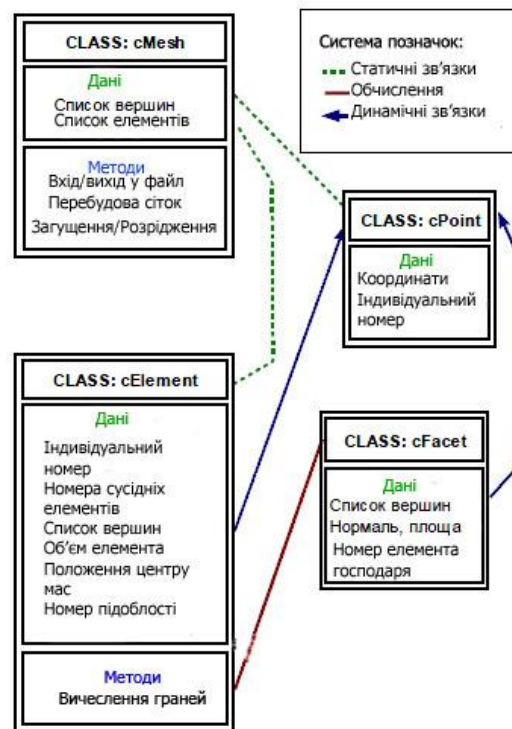 CLASS: cMesh
Дані
Список вершин
Список елементів
Методи
Вхід/вихід у файл
Перебудова сіток
Загущення/Розрідження
Система позначок:
Статичні зв'язки
Обчислення
Динамічні зв'язки
CLASS: cPoint
Дані
Координати
Індивідуальний
номер
CLASS: cElement
Дані
Індивідуальний
номер
Номера сусідніх
елементів
Список вершин
Об'єм елемента
Положення центру
мас
Номер підоблості
Методи
Вичеслення граней
CLASS: cFacet
Дані
Список вершин
Нормаль, площа
Номер елемента
господаря